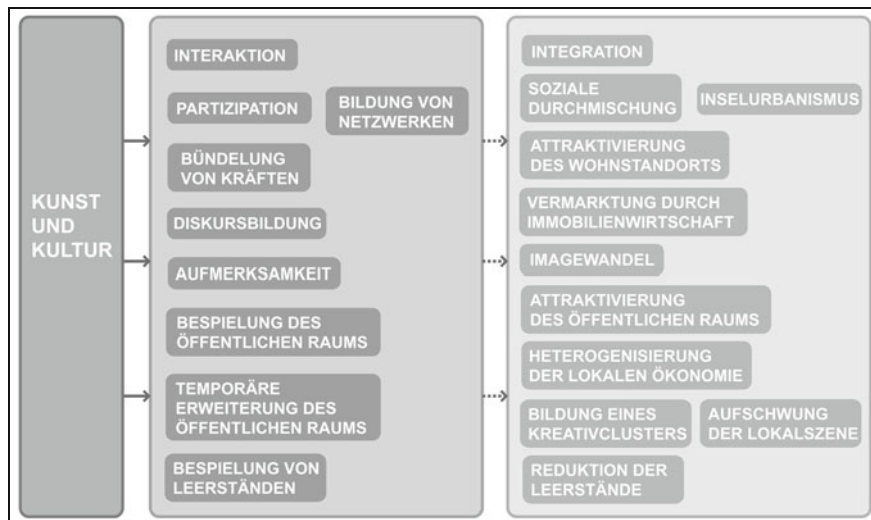 KUNST
UND
KULTUR
INTERAKTION
PARTIZIPATION
BILDUNG VON
NETZWERKEN
BÜNDELUNG
VON KRÄFTEN
DISKURSBILDUNG
AUFMERKSAMKEIT
BESPIELUNG DES
ÖFFENTLICHEN RAUMS
TEMPORÄRE
ERWEITERUNG DES
ÖFFENTLICHEN RAUMS
BESPIELUNG VON
LEERSTÄNDEN
INTEGRATION
SOZIALE
DURCHMISCHUNG
INSELURBANISMUS
ATTRAKTIVIERUNG
DES WOHNSTANDORTS
VERMARKTUNG DURCH
IMMOBILIENWIRTSCHAFT
IMAGEWANDEL
ATTRAKTIVIERUNG
DES ÖFFENTLICHEN RAUMS
HETEROGENISIERUNG
DER LOKALEN ÖKONOMIE
BILDUNG EINES
KREATIVCLUSTERS
AUFSCHWUNG
DER LOKALSZENE
REDUKTION DER
LEERSTÄNDE